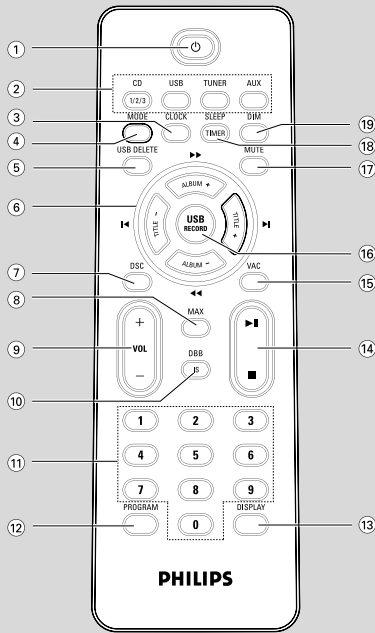 1
2
CD USB TUNER AUX
1/2/3
3
MODE CLOCK SLEEP DIM
TIMER
19
4
18
USB DELETE MUTE
5
17
ALBUM +
6
TITLE –
USB
RECORD
TITLE +
16
ALBUM –
7
DSC VAC
15
8
MAX
+
VOL
–
9
14
DBB
IS
10
1 2 3
4 5 6
11
7 8 9
PROGRAM DISPLAY
12
0
13
PHILIPS